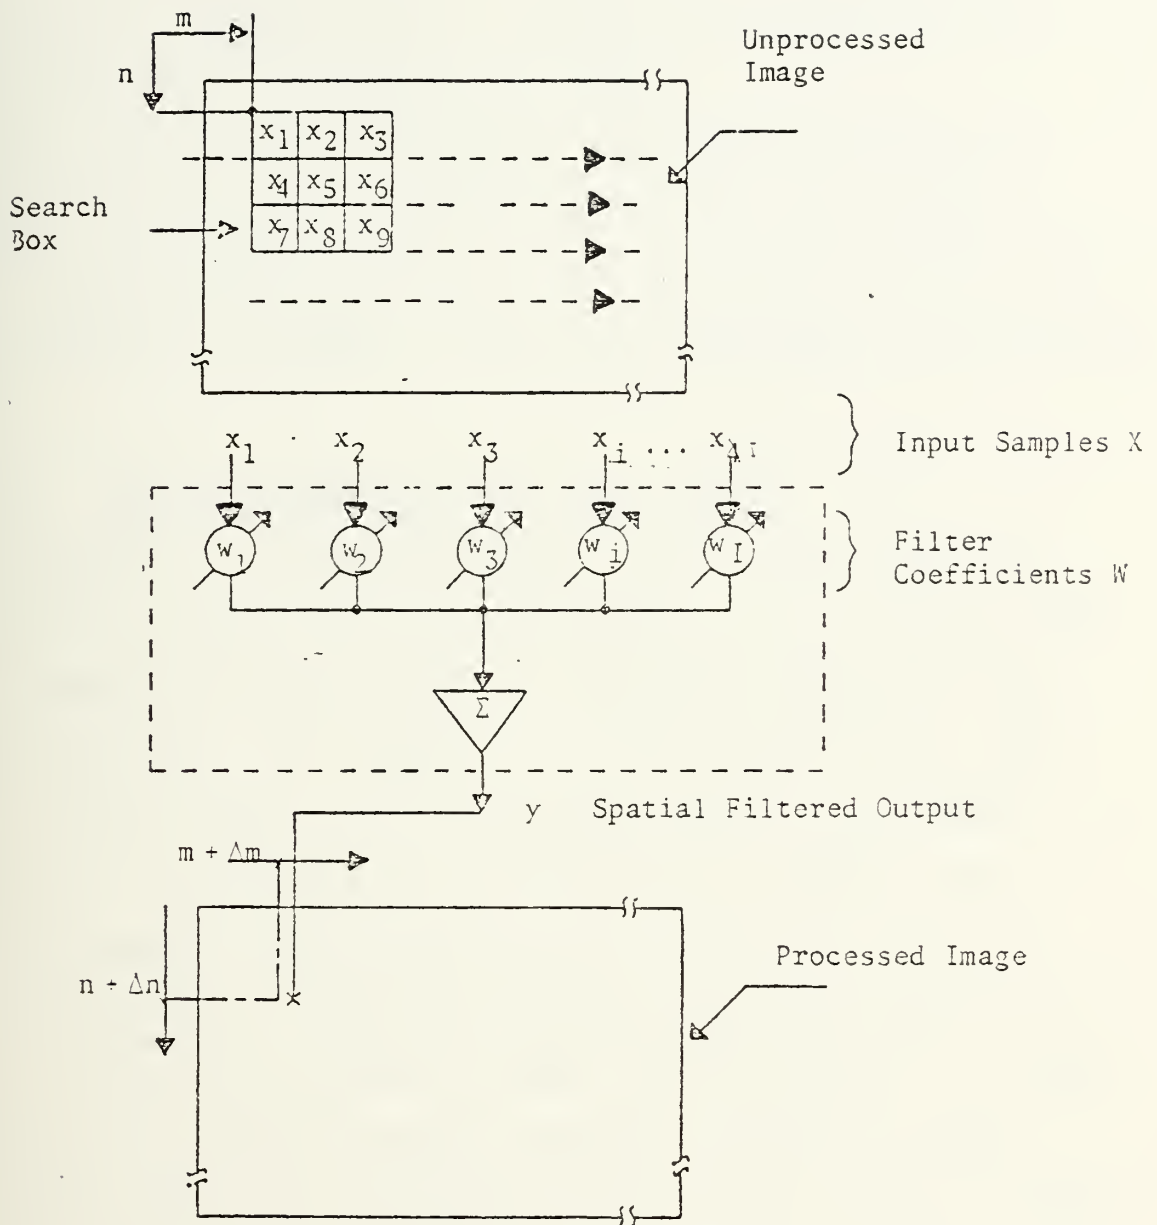 m
n
Unprocessed
Image
x1 x2 x3
x4 x5 x6
x7 x8 x9
Search
Box
x1 x2 x3 xi ...
Input Samples X
w1 w2 w3 wi wI
Filter
Coefficients W
Σ
y Spatial Filtered Output
m + Δm
n + Δn
Processed Image